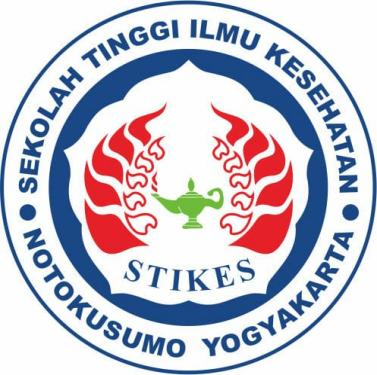 SEKOLAH TINGGI ILMU KESEHATAN
STIKES
NOTOKUSUMO YOGYAKARTA